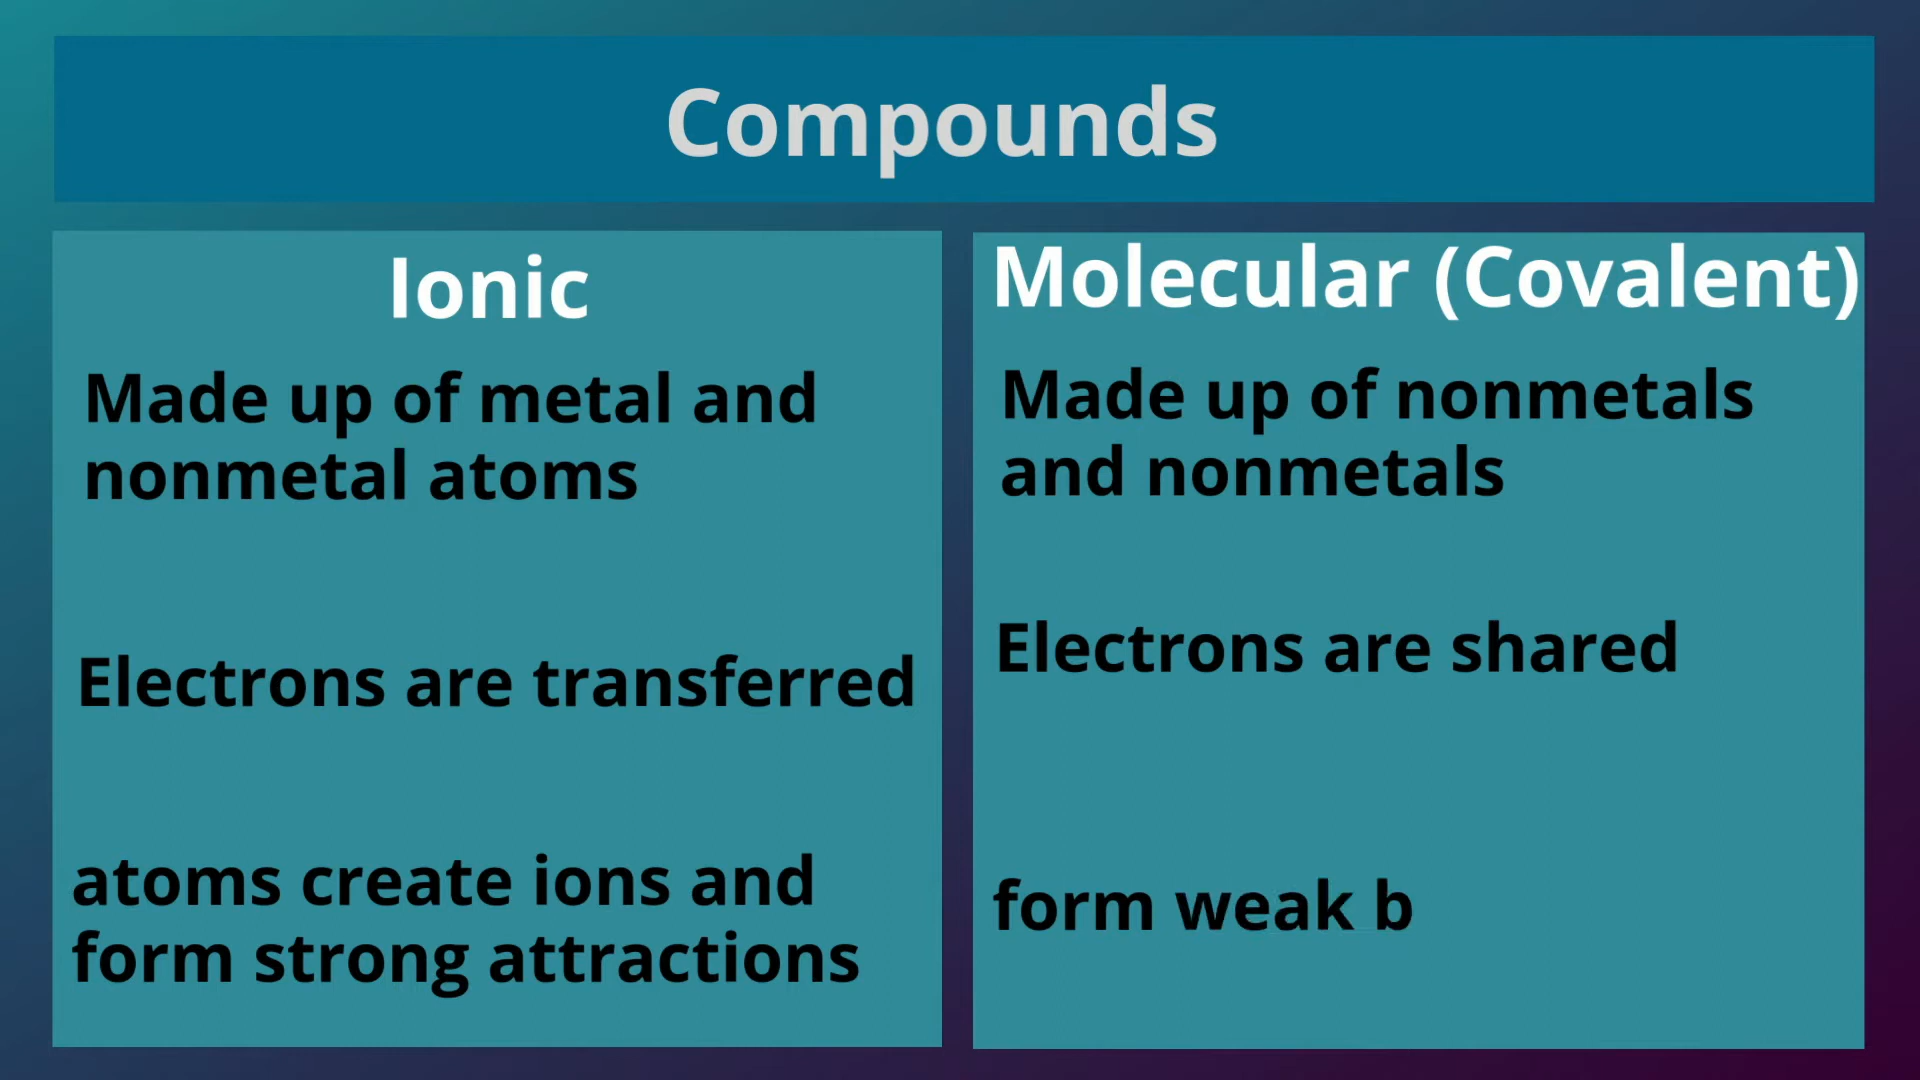 Compounds
Ionic
Made up of metal and
nonmetal atoms
Electrons are transferred
atoms create ions and
form strong attractions
Molecular (Covalent)
Made up of nonmetals
and nonmetals
Electrons are shared
form weak b